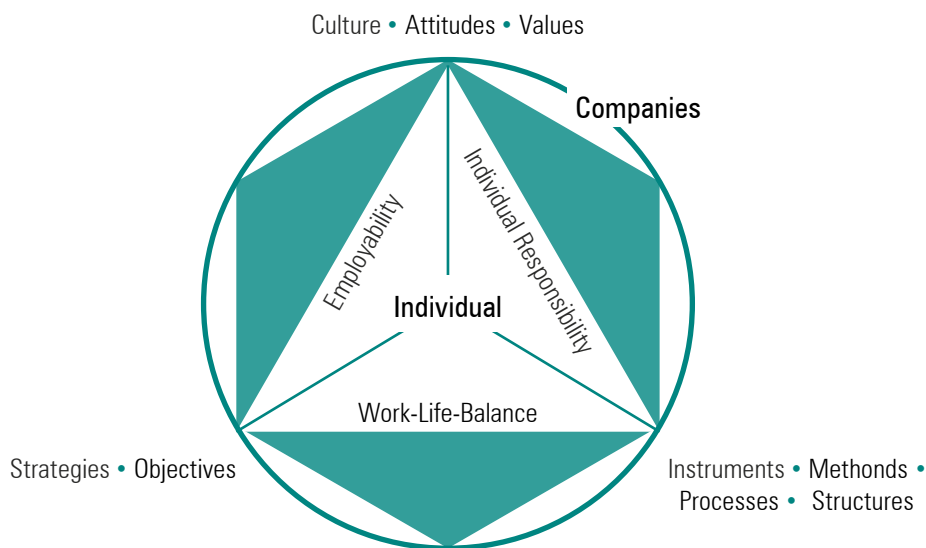 Culture • Attitudes • Values
Companies
Individual Responsibility
Employability
Individual
Work-Life-Balance
Strategies • Objectives
Instruments • Methonds •
Processes • Structures